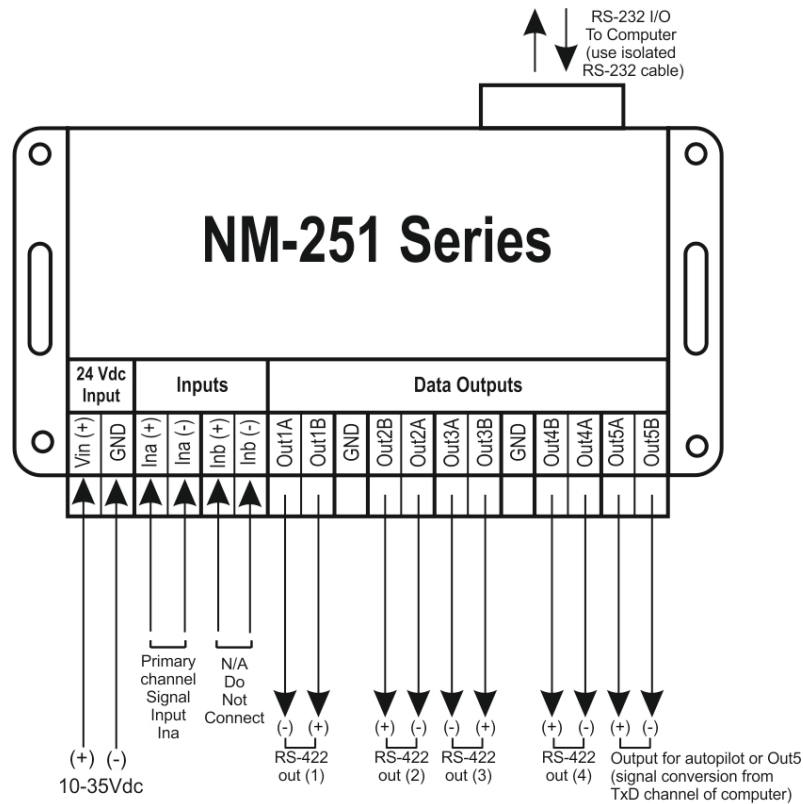 RS-232 I/O
To Computer
(use isolated
RS-232 cable)
NM-251 Series
24 Vdc
Input
Inputs
Data Outputs
Vin (+)
GND
Ina (+)
Ina (-)
Inb (+)
Inb (-)
Out1A
Out1B
GND
Out2B
Out2A
Out3A
Out3B
GND
Out4B
Out4A
Out5A
Out5B
Primary
channel
Signal
Input
Ina
N/A
Do
Not
Connect
(+) (-)
10-35Vdc
(-) (+)
RS-422
out (1)
(+) (-)
RS-422
out (2)
(-) (+)
RS-422
out (3)
(+) (-)
RS-422
out (4)
(+) (-)
Output for autopilot or Out5
(signal conversion from
TxD channel of computer)